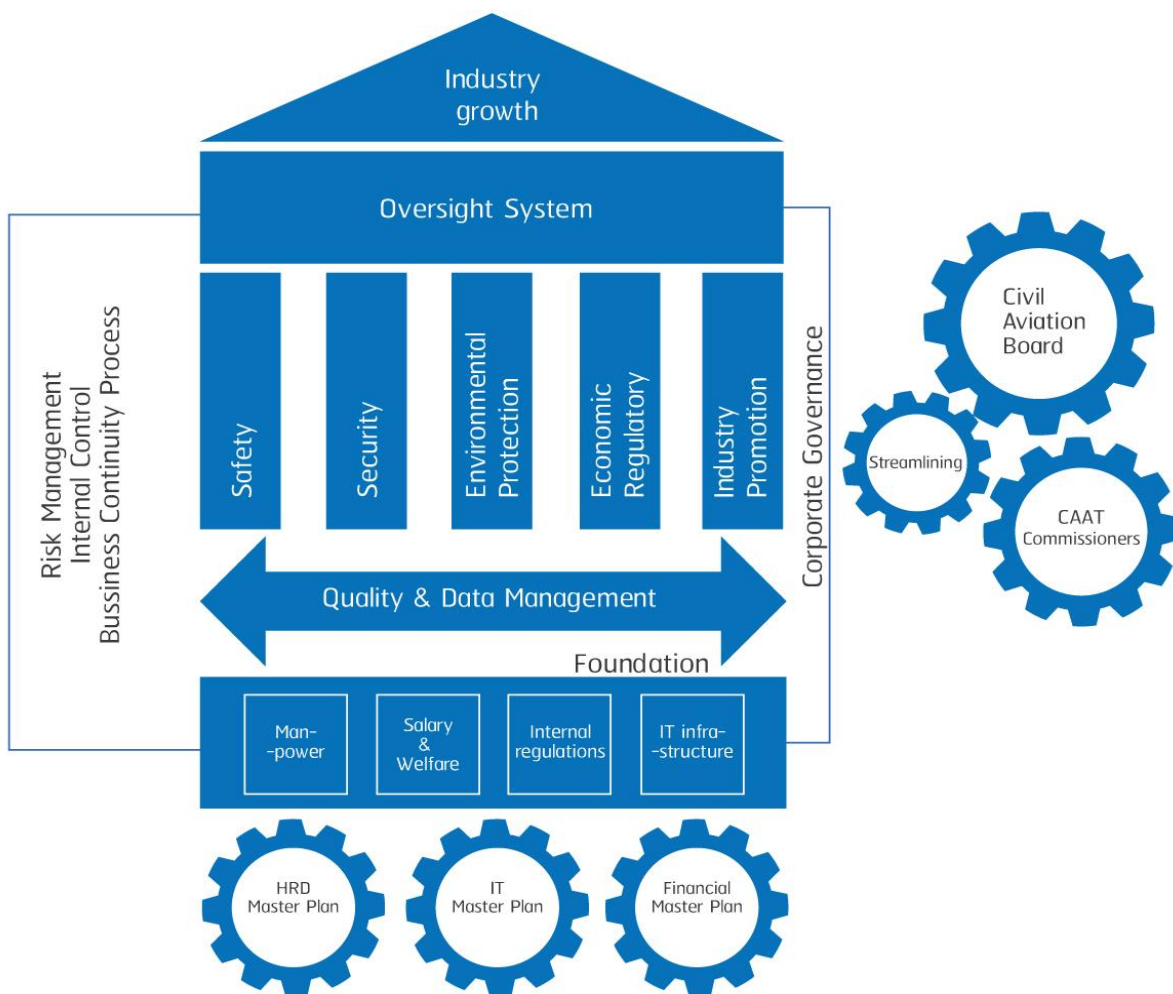 Industry
growth
Oversight System
Safety
Security
Environmental
Protection
Economic
Regulatory
Industry
Promotion
Risk Management
Internal Control
Bussiness Continuity Process
Corporate Governance
Quality & Data Management
Foundation
Man-
-power
Salary
&
Welfare
Internal
regulations
IT infra-
-structure
HRD
Master Plan
IT
Master Plan
Financial
Master Plan
Civil
Aviation
Board
Streamlining
CAAT
Commissioners